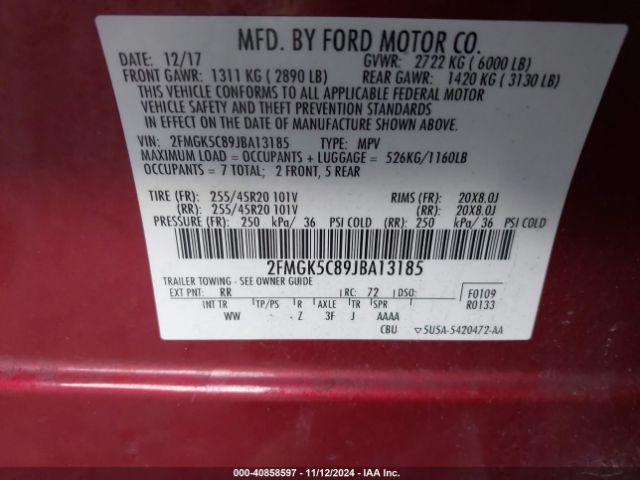 MFD. BY FORD MOTOR CO.
DATE: 12/17 GVWR: 2722 KG ( 6000 LB)
FRONT GAWR: 1311 KG ( 2890 LB) REAR GAWR: 1420 KG ( 3130 LB)
THIS VEHICLE CONFORMS TO ALL APPLICABLE FEDERAL MOTOR
VEHICLE SAFETY AND THEFT PREVENTION STANDARDS
IN EFFECT ON THE DATE OF MANUFACTURE SHOWN ABOVE.
VIN: 2FMGK5C89JBA13185 TYPE: MPV
MAXIMUM LOAD = OCCUPANTS + LUGGAGE = 526KG/1160LB
OCCUPANTS = 7 TOTAL; 2 FRONT, 5 REAR
TIRE (FR): 255/45R20 101V RIMS (FR): 20X8.0J
(RR): 255/45R20 101V (RR): 20X8.0J
PRESSURE (FR): 250 kPa/ 36 PSI COLD (RR): 250 kPa/ 36 PSI COLD
2FMGK5C89JBA13185
TRAILER TOWING - SEE OWNER GUIDE
EXT PNT: RR RC: 72 DSO: F0109
INT TR TP/PS R AXLE TR SPR R0133
WW Z 3F J AAAA
CBU ▽5U5A-5420472-AA
000-40858597 - 11/12/2024 - IAAI.COM